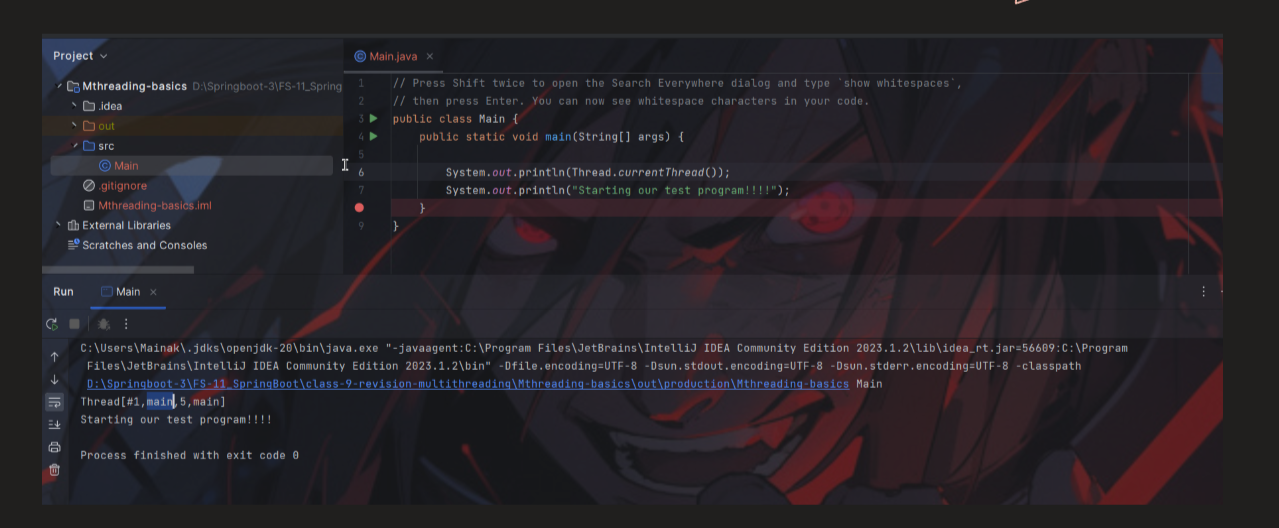 Project
Mthreading-basics D:\Springboot-3\FS-11_Spring
.idea
out
src
Main
.gitignore
Mthreading-basics.iml
External Libraries
Scratches and Consoles
Main.java ×
1 // Press Shift twice to open the Search Everywhere dialog and type `show whitespaces`,
2 // then press Enter. You can now see whitespace characters in your code.
3 public class Main {
4 public static void main(String[] args) {
5
6 System.out.println(Thread.currentThread());
7 System.out.println("Starting our test program!!!!");
}
9 }
Run Main ×
C:\Users\Mainak\.jdks\openjdk-20\bin\java.exe "-javaagent:C:\Program Files\JetBrains\IntelliJ IDEA Community Edition 2023.1.2\lib\idea_rt.jar=56609:C:\Program
Files\JetBrains\IntelliJ IDEA Community Edition 2023.1.2\bin" -Dfile.encoding=UTF-8 -Dsun.stdout.encoding=UTF-8 -Dsun.stderr.encoding=UTF-8 -classpath
D:\Springboot-3\FS-11_SpringBoot\class-9-revision-multithreading\Mthreading-basics\out\production\Mthreading-basics Main
Thread[#1,main,5,main]
Starting our test program!!!!
Process finished with exit code 0